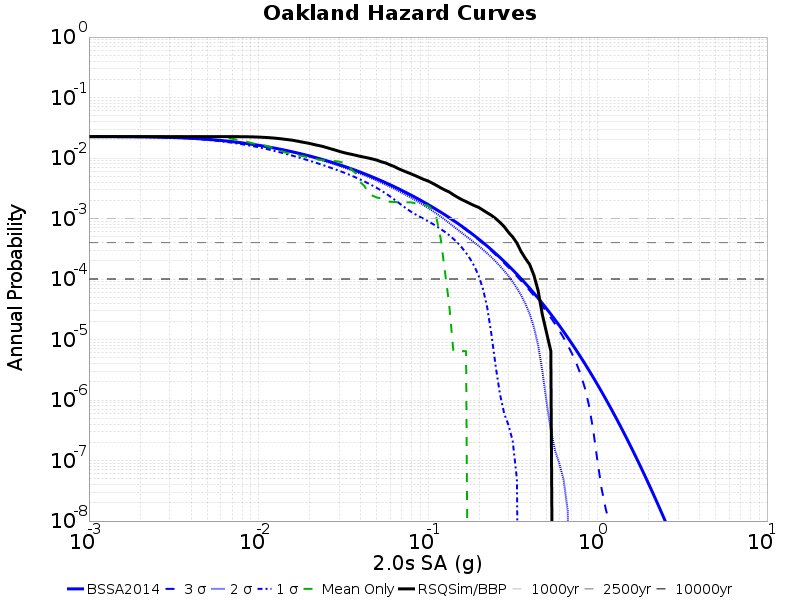 Oakland Hazard Curves
Annual Probability
10^0
10^-1
10^-2
10^-3
10^-4
10^-5
10^-6
10^-7
10^-8
10^-3 10^-2 10^-1 10^0 10^1
2.0s SA (g)
BSSA2014 3 σ 2 σ 1 σ Mean Only RSQSim/BBP 1000yr 2500yr 10000yr